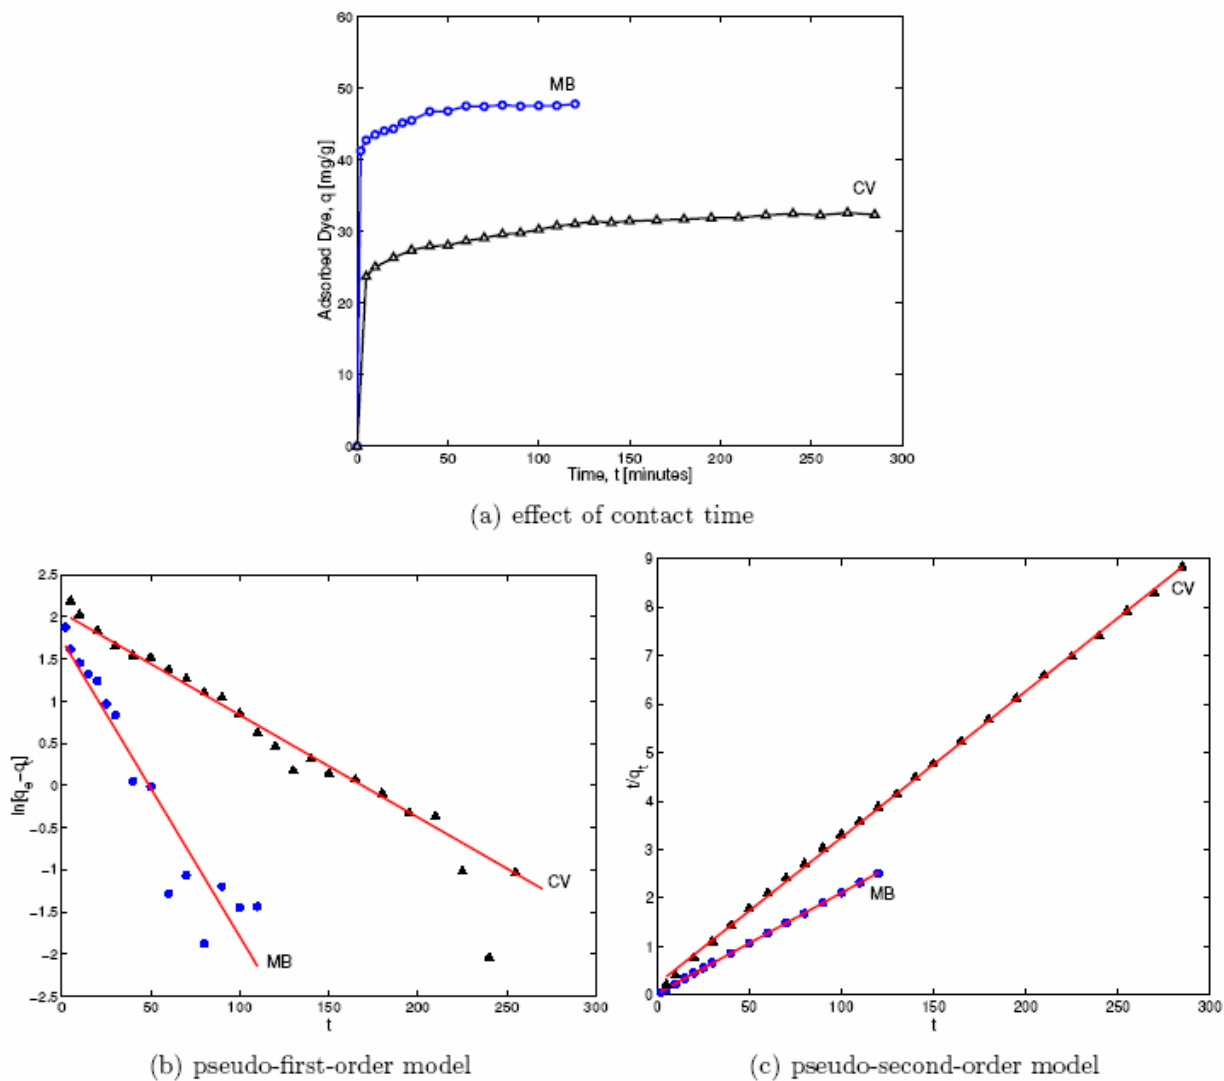 60
50
40
30
20
10
0
Adsorbed Dye, q [mg/g]
MB
CV
0 50 100 150 200 250 300
Time, t [minutes]
(a) effect of contact time
2.5
2
1.5
1
0.5
0
−0.5
−1
−1.5
−2
−2.5
ln[qe−qt]
CV
MB
0 50 100 150 200 250 300
t
(b) pseudo-first-order model
9
8
7
6
5
4
3
2
1
0
t/qt
CV
MB
0 50 100 150 200 250 300
t
(c) pseudo-second-order model